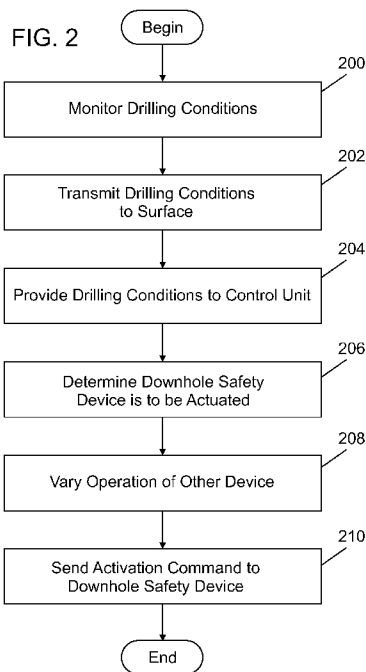 FIG. 2
Begin
200
Monitor Drilling Conditions
202
Transmit Drilling Conditions
to Surface
204
Provide Drilling Conditions to Control Unit
206
Determine Downhole Safety
Device is to be Actuated
208
Vary Operation of Other Device
210
Send Activation Command to
Downhole Safety Device
End